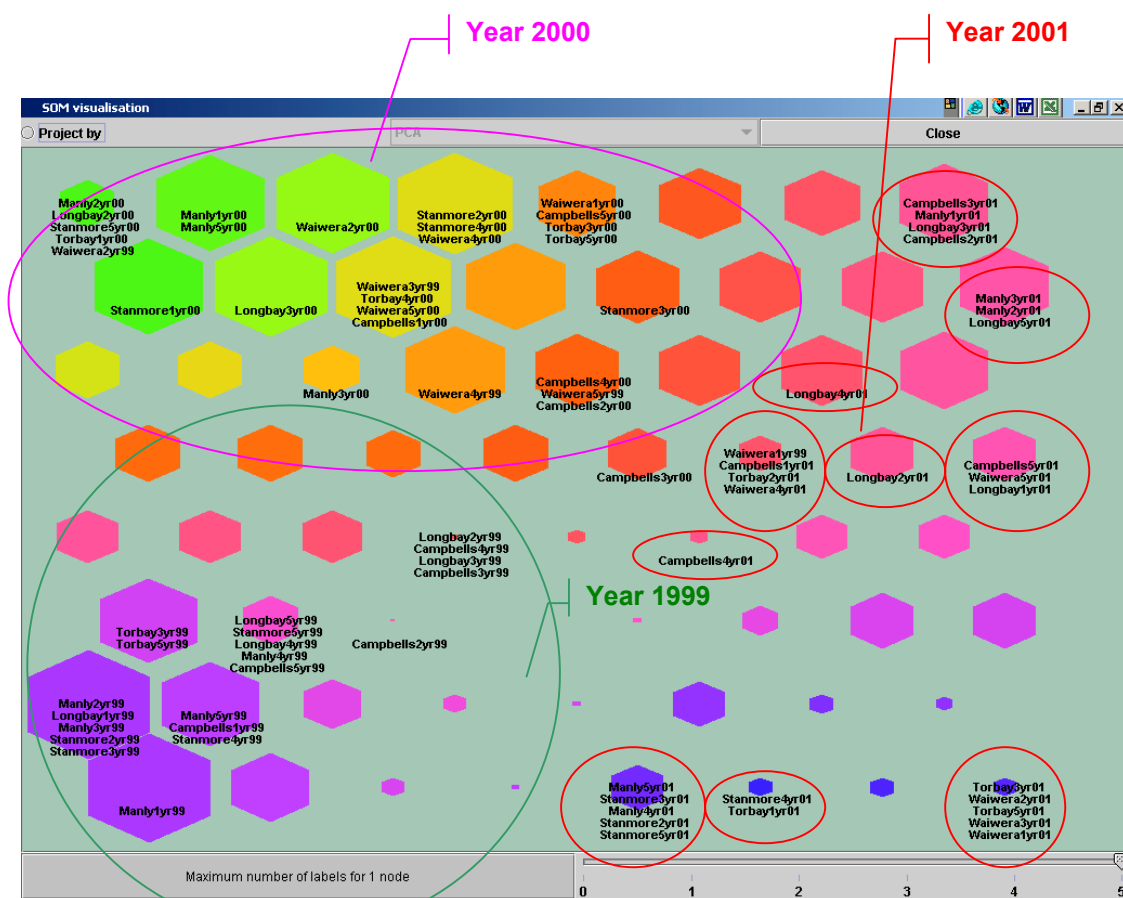 Year 2000
Year 2001
SOM visualisation
Project by
PCA
Close
Manly2yr00
Longbay2yr00
Stanmore5yr00
Torbay1yr00
Waiwera2yr99
Manly1yr00
Manly5yr00
Waiwera2yr00
Stanmore2yr00
Stanmore4yr00
Waiwera4yr00
Waiwera1yr00
Campbells5yr00
Torbay3yr00
Torbay5yr00
Campbells3yr01
Manly1yr01
Longbay3yr01
Campbells2yr01
Stanmore1yr00
Longbay3yr00
Waiwera3yr99
Torbay4yr00
Waiwera5yr00
Campbells1yr00
Stanmore3yr00
Manly3yr01
Manly2yr01
Longbay5yr01
Manly3yr00
Waiwera4yr99
Campbells4yr00
Waiwera5yr99
Campbells2yr00
Longbay4yr01
Campbells3yr00
Waiwera1yr99
Campbells1yr01
Torbay2yr01
Waiwera4yr01
Longbay2yr01
Campbells5yr01
Waiwera5yr01
Longbay1yr01
Longbay2yr99
Campbells4yr99
Longbay3yr99
Campbells3yr99
Campbells4yr01
Year 1999
Torbay3yr99
Torbay5yr99
Longbay5yr99
Stanmore5yr99
Longbay4yr99
Manly4yr99
Campbells5yr99
Campbells2yr99
Manly2yr99
Longbay1yr99
Manly3yr99
Stanmore2yr99
Stanmore3yr99
Manly5yr99
Campbells1yr99
Stanmore4yr99
Manly1yr99
Manly5yr01
Stanmore3yr01
Manly4yr01
Stanmore2yr01
Stanmore5yr01
Stanmore4yr01
Torbay1yr01
Torbay3yr01
Waiwera2yr01
Torbay5yr01
Waiwera3yr01
Waiwera1yr01
Maximum number of labels for 1 node
0 1 2 3 4 5